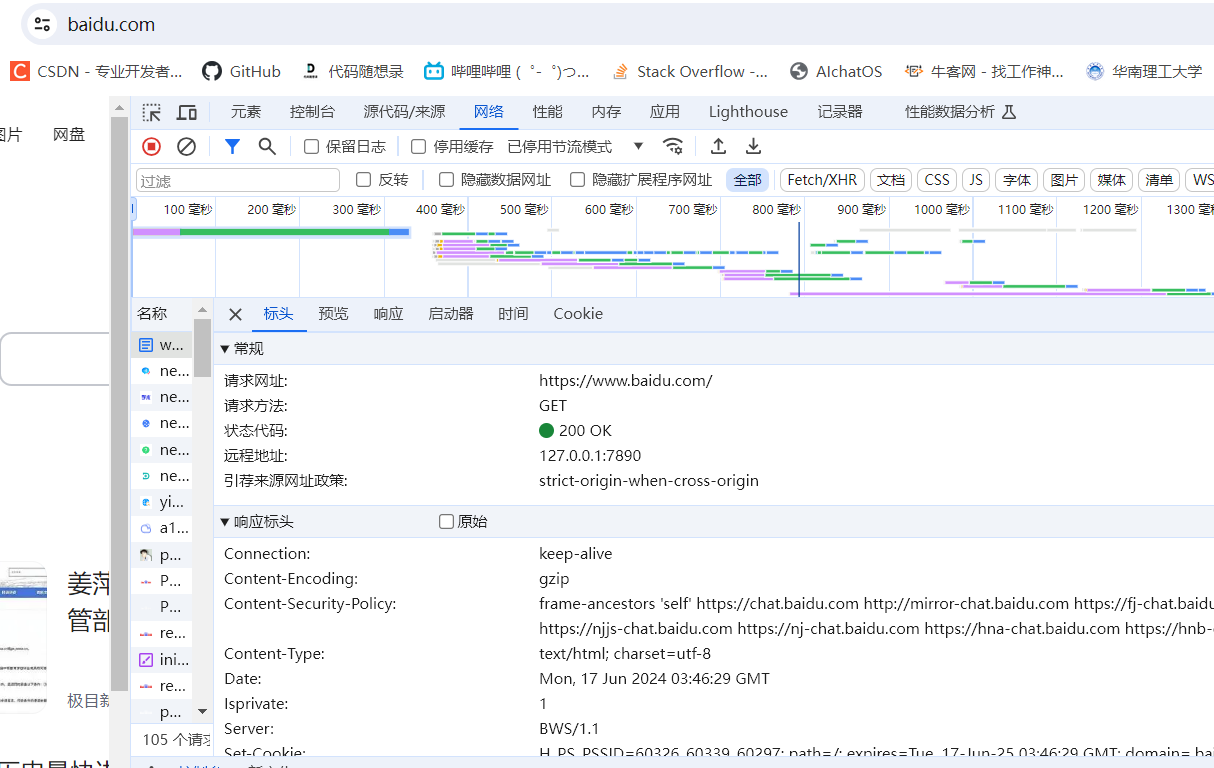 baidu.com
CSDN - 专业开发者... GitHub 代码随想录 哔哩哔哩 ( ゜- ゜)つ... Stack Overflow -... AIchatOS 牛客网 - 找工作神... 华南理工大学
图片 网盘
元素 控制台 源代码/来源 网络 性能 内存 应用 Lighthouse 记录器 性能数据分析
保留日志 停用缓存 已停用节流模式
过滤 反转 隐藏数据网址 隐藏扩展程序网址 全部 Fetch/XHR 文档 CSS JS 字体 图片 媒体 清单 WS
100 毫秒 200 毫秒 300 毫秒 400 毫秒 500 毫秒 600 毫秒 700 毫秒 800 毫秒 900 毫秒 1000 毫秒 1100 毫秒 1200 毫秒 1300 毫
名称 标头 预览 响应 启动器 时间 Cookie
w...
ne...
ne...
ne...
ne...
ne...
yi...
a1...
p...
P...
P...
re...
ini...
re...
p...
105 个请求
常规
请求网址: https://www.baidu.com/
请求方法: GET
状态代码: 200 OK
远程地址: 127.0.0.1:7890
引荐来源网址政策: strict-origin-when-cross-origin
响应标头 原始
Connection: keep-alive
Content-Encoding: gzip
Content-Security-Policy: frame-ancestors 'self' https://chat.baidu.com http://mirror-chat.baidu.com https://fj-chat.baidu
https://njjs-chat.baidu.com https://nj-chat.baidu.com https://hna-chat.baidu.com https://hnb-
Content-Type: text/html; charset=utf-8
Date: Mon, 17 Jun 2024 03:46:29 GMT
Isprivate: 1
Server: BWS/1.1
Set-Cookie: H_PS_PSSID=60326_60339_60297; path=/; expires=Tue, 17-Jun-25 03:46:29 GMT; domain=.bai
姜萍
管部
极目新